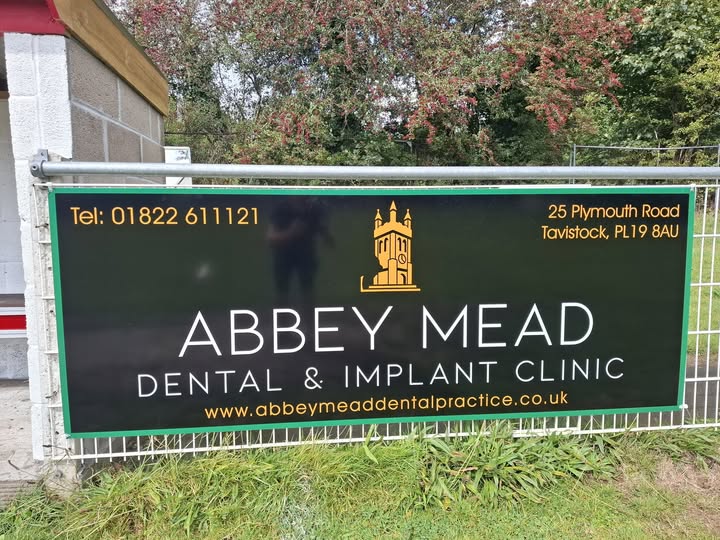 Tel: 01822 611121
25 Plymouth Road
Tavistock, PL19 8AU
ABBEY MEAD
DENTAL & IMPLANT CLINIC
www.abbeymeaddentalpractice.co.uk